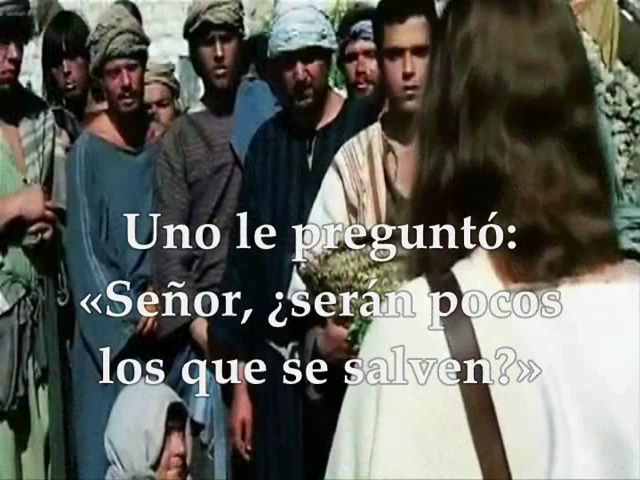 Uno le preguntó:
«Señor, ¿serán pocos
los que se salven?»